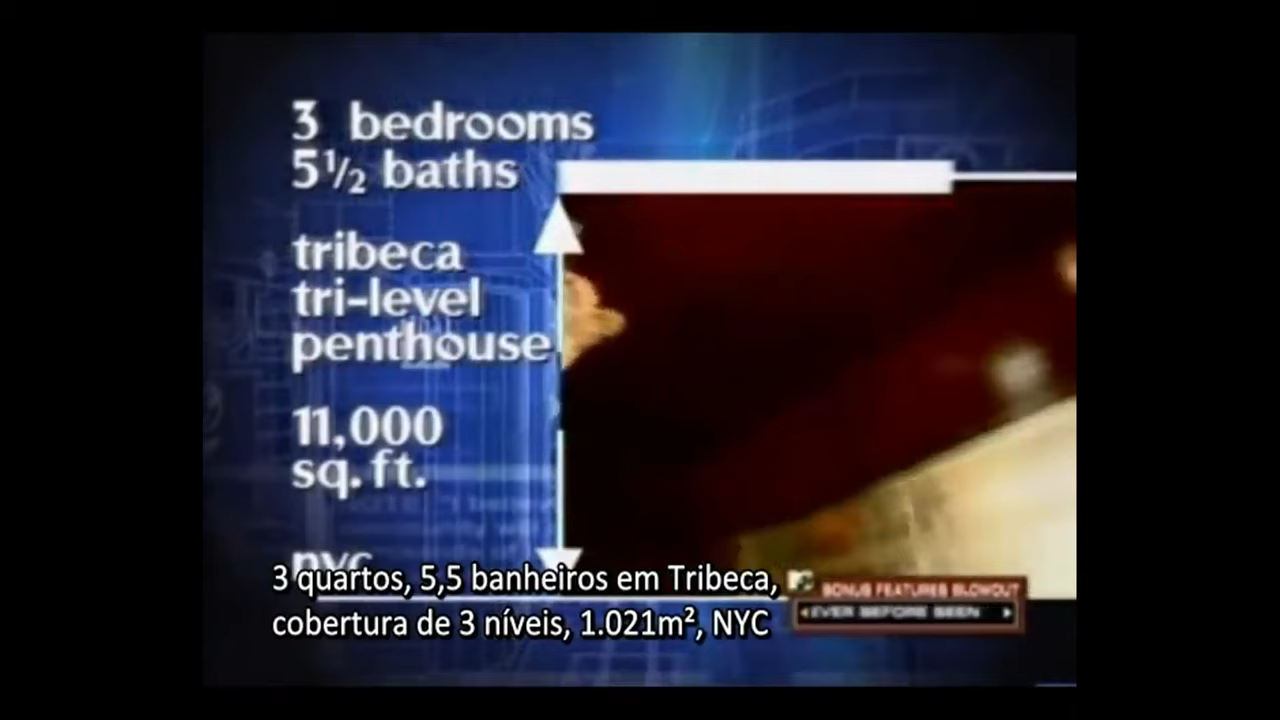 3 bedrooms
5½ baths
tribeca
tri-level
penthouse
11,000
sq. ft.
nyc
3 quartos, 5,5 banheiros em Tribeca,
cobertura de 3 níveis, 1.021m², NYC
BONUS FEATURES BLOWOUT
EVER BEFORE SEEN